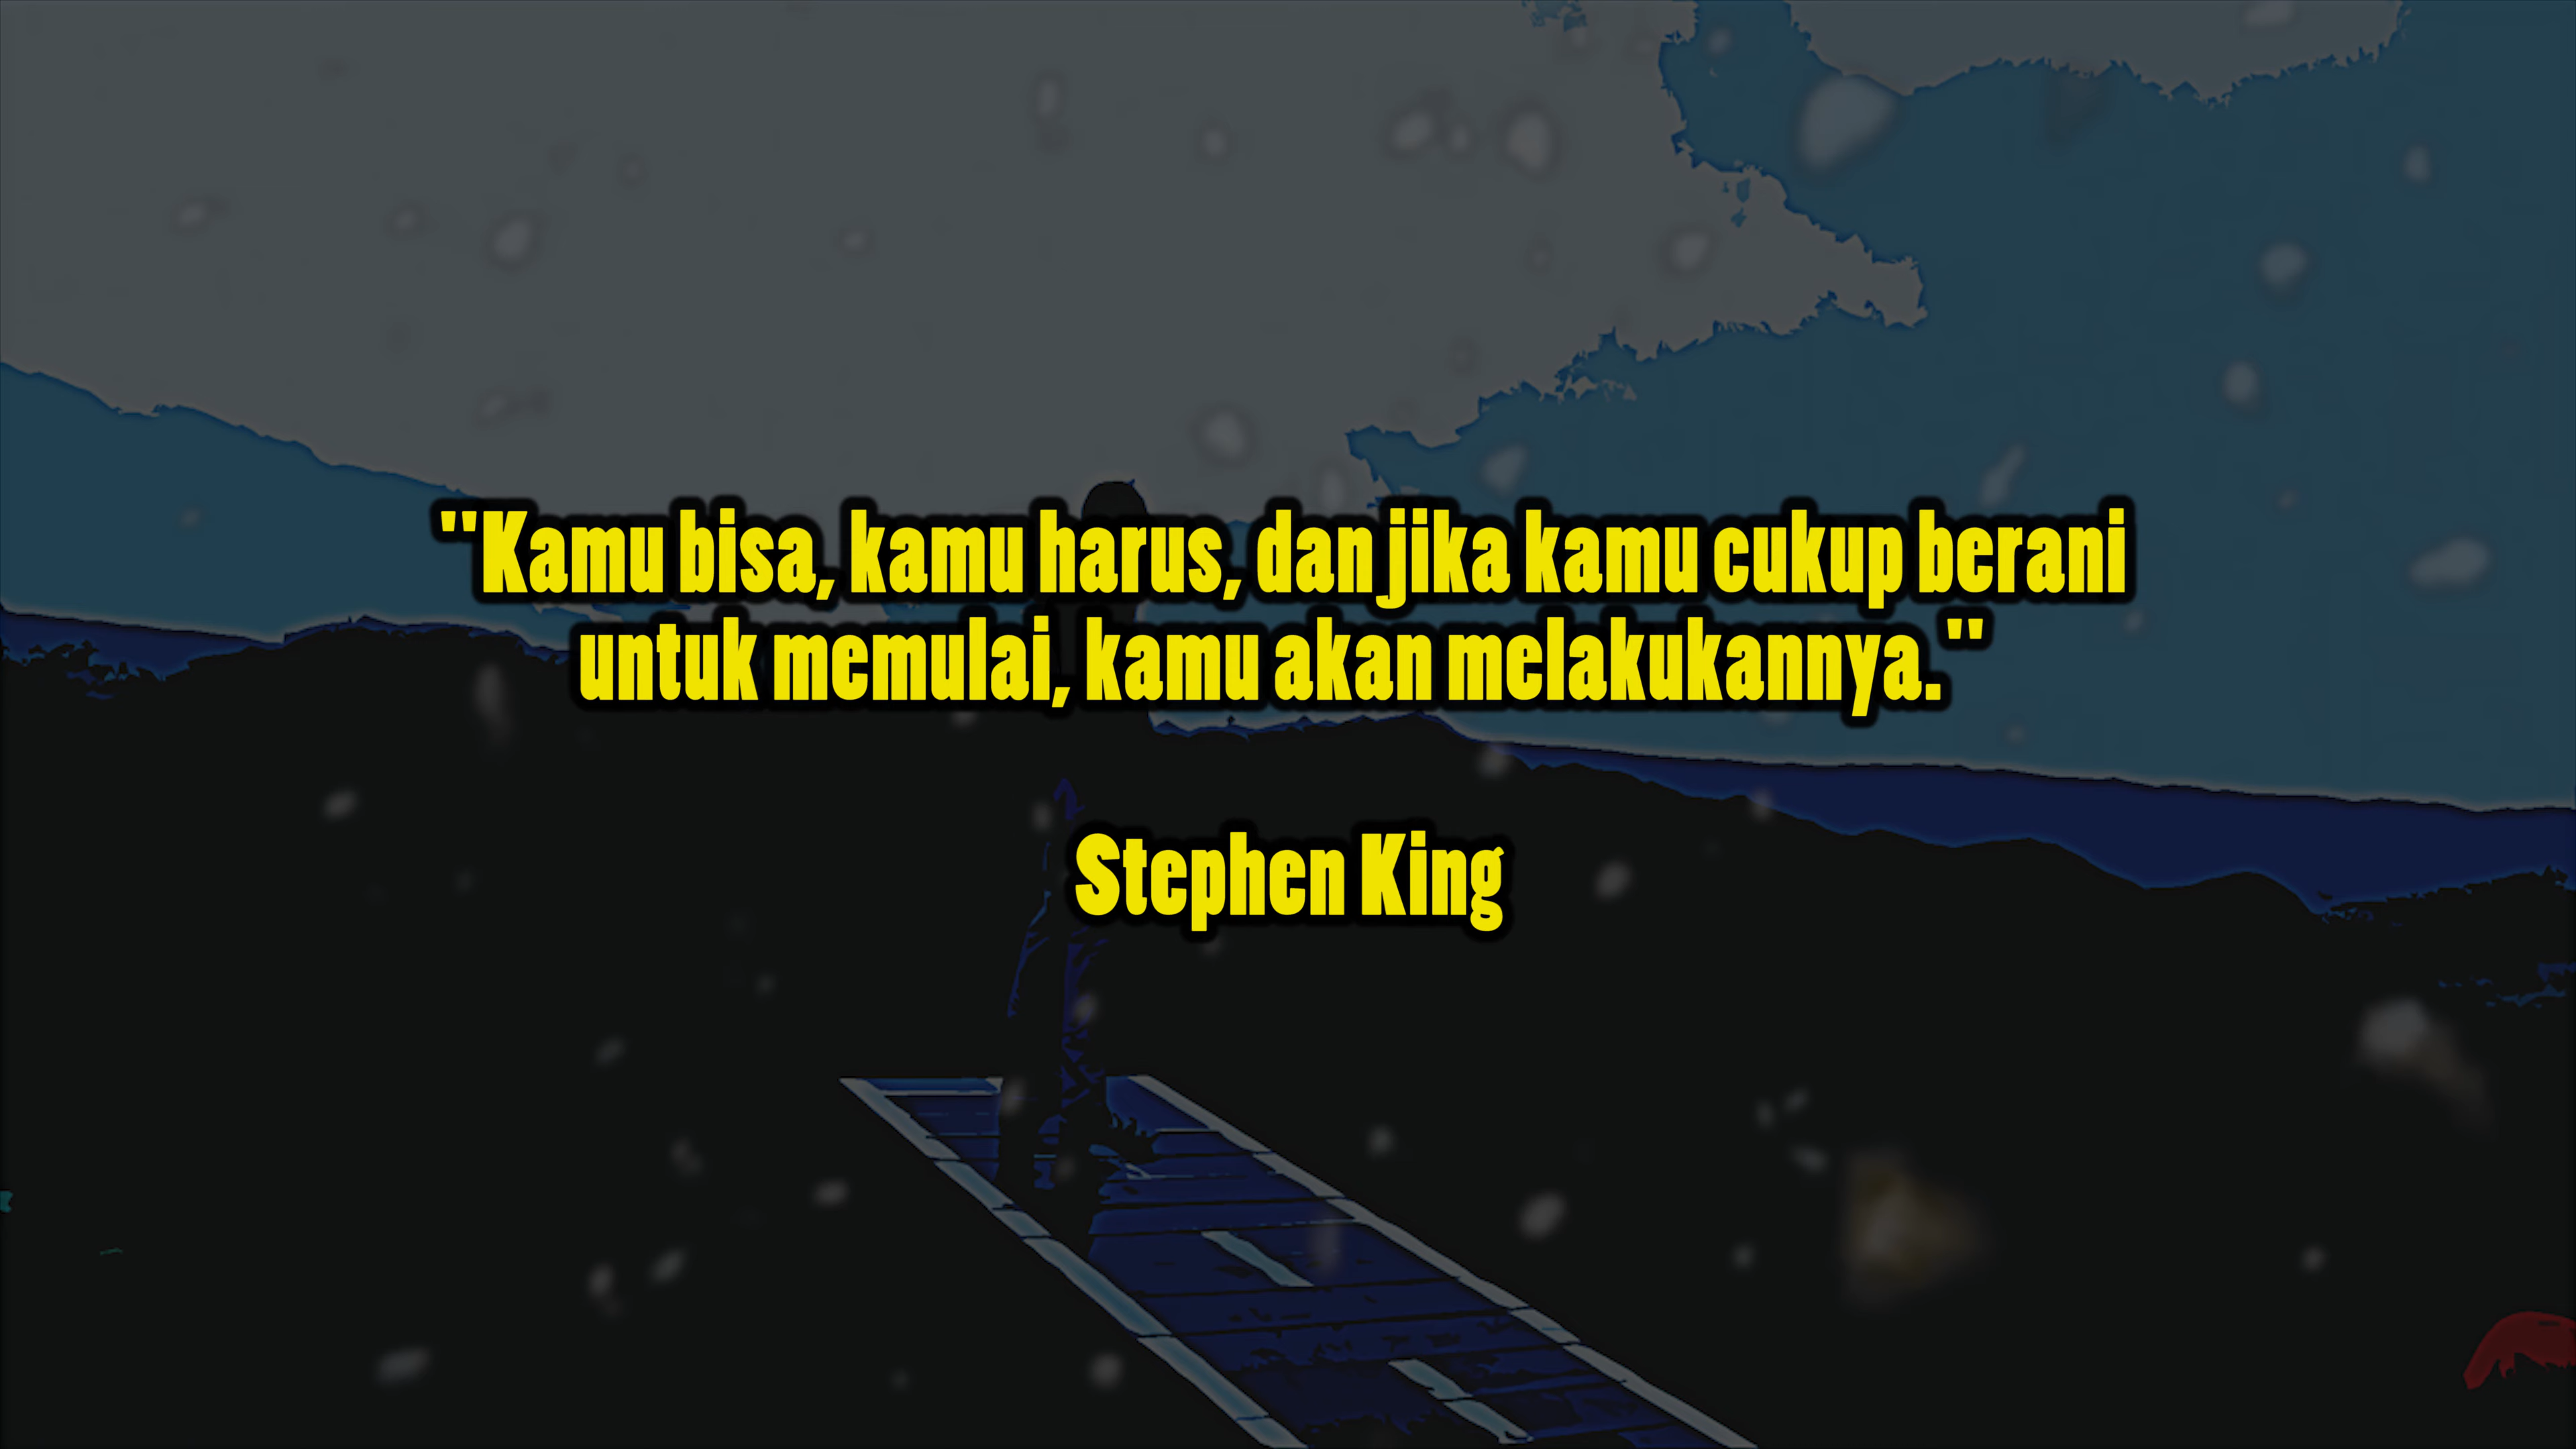 "Kamu bisa, kamu harus, dan jika kamu cukup berani
untuk memulai, kamu akan melakukannya."
Stephen King